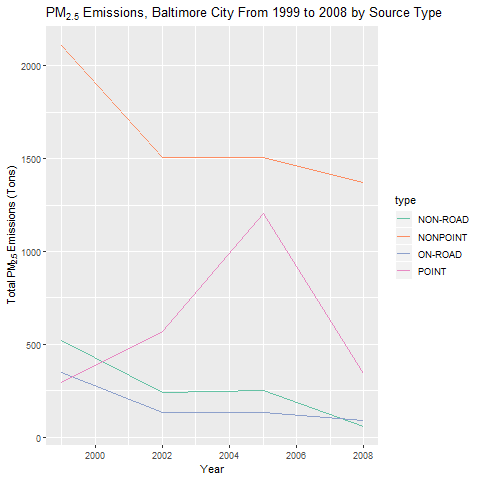 PM2.5 Emissions, Baltimore City From 1999 to 2008 by Source Type
Total PM2.5 Emissions (Tons)
2000
1500
1000
500
0
2000
2002
2004
2006
2008
Year
type
NON-ROAD
NONPOINT
ON-ROAD
POINT